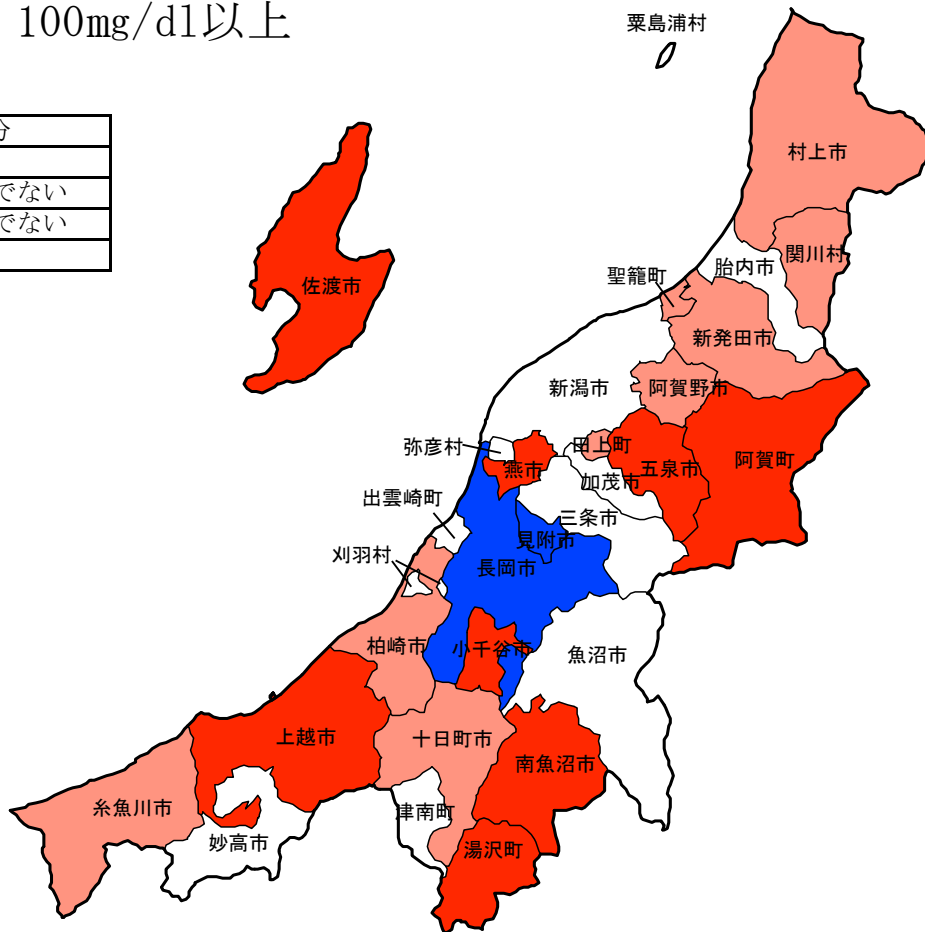 100mg/dl以上
粟島浦村
分
でない
でない
村上市
関川村
胎内市
聖籠町
佐渡市
新発田市
新潟市
阿賀野市
弥彦村
田上町
燕市
五泉市
阿賀町
加茂市
出雲崎町
三条市
見附市
刈羽村
長岡市
柏崎市
小千谷市
魚沼市
上越市
十日町市
南魚沼市
糸魚川市
津南町
妙高市
湯沢町